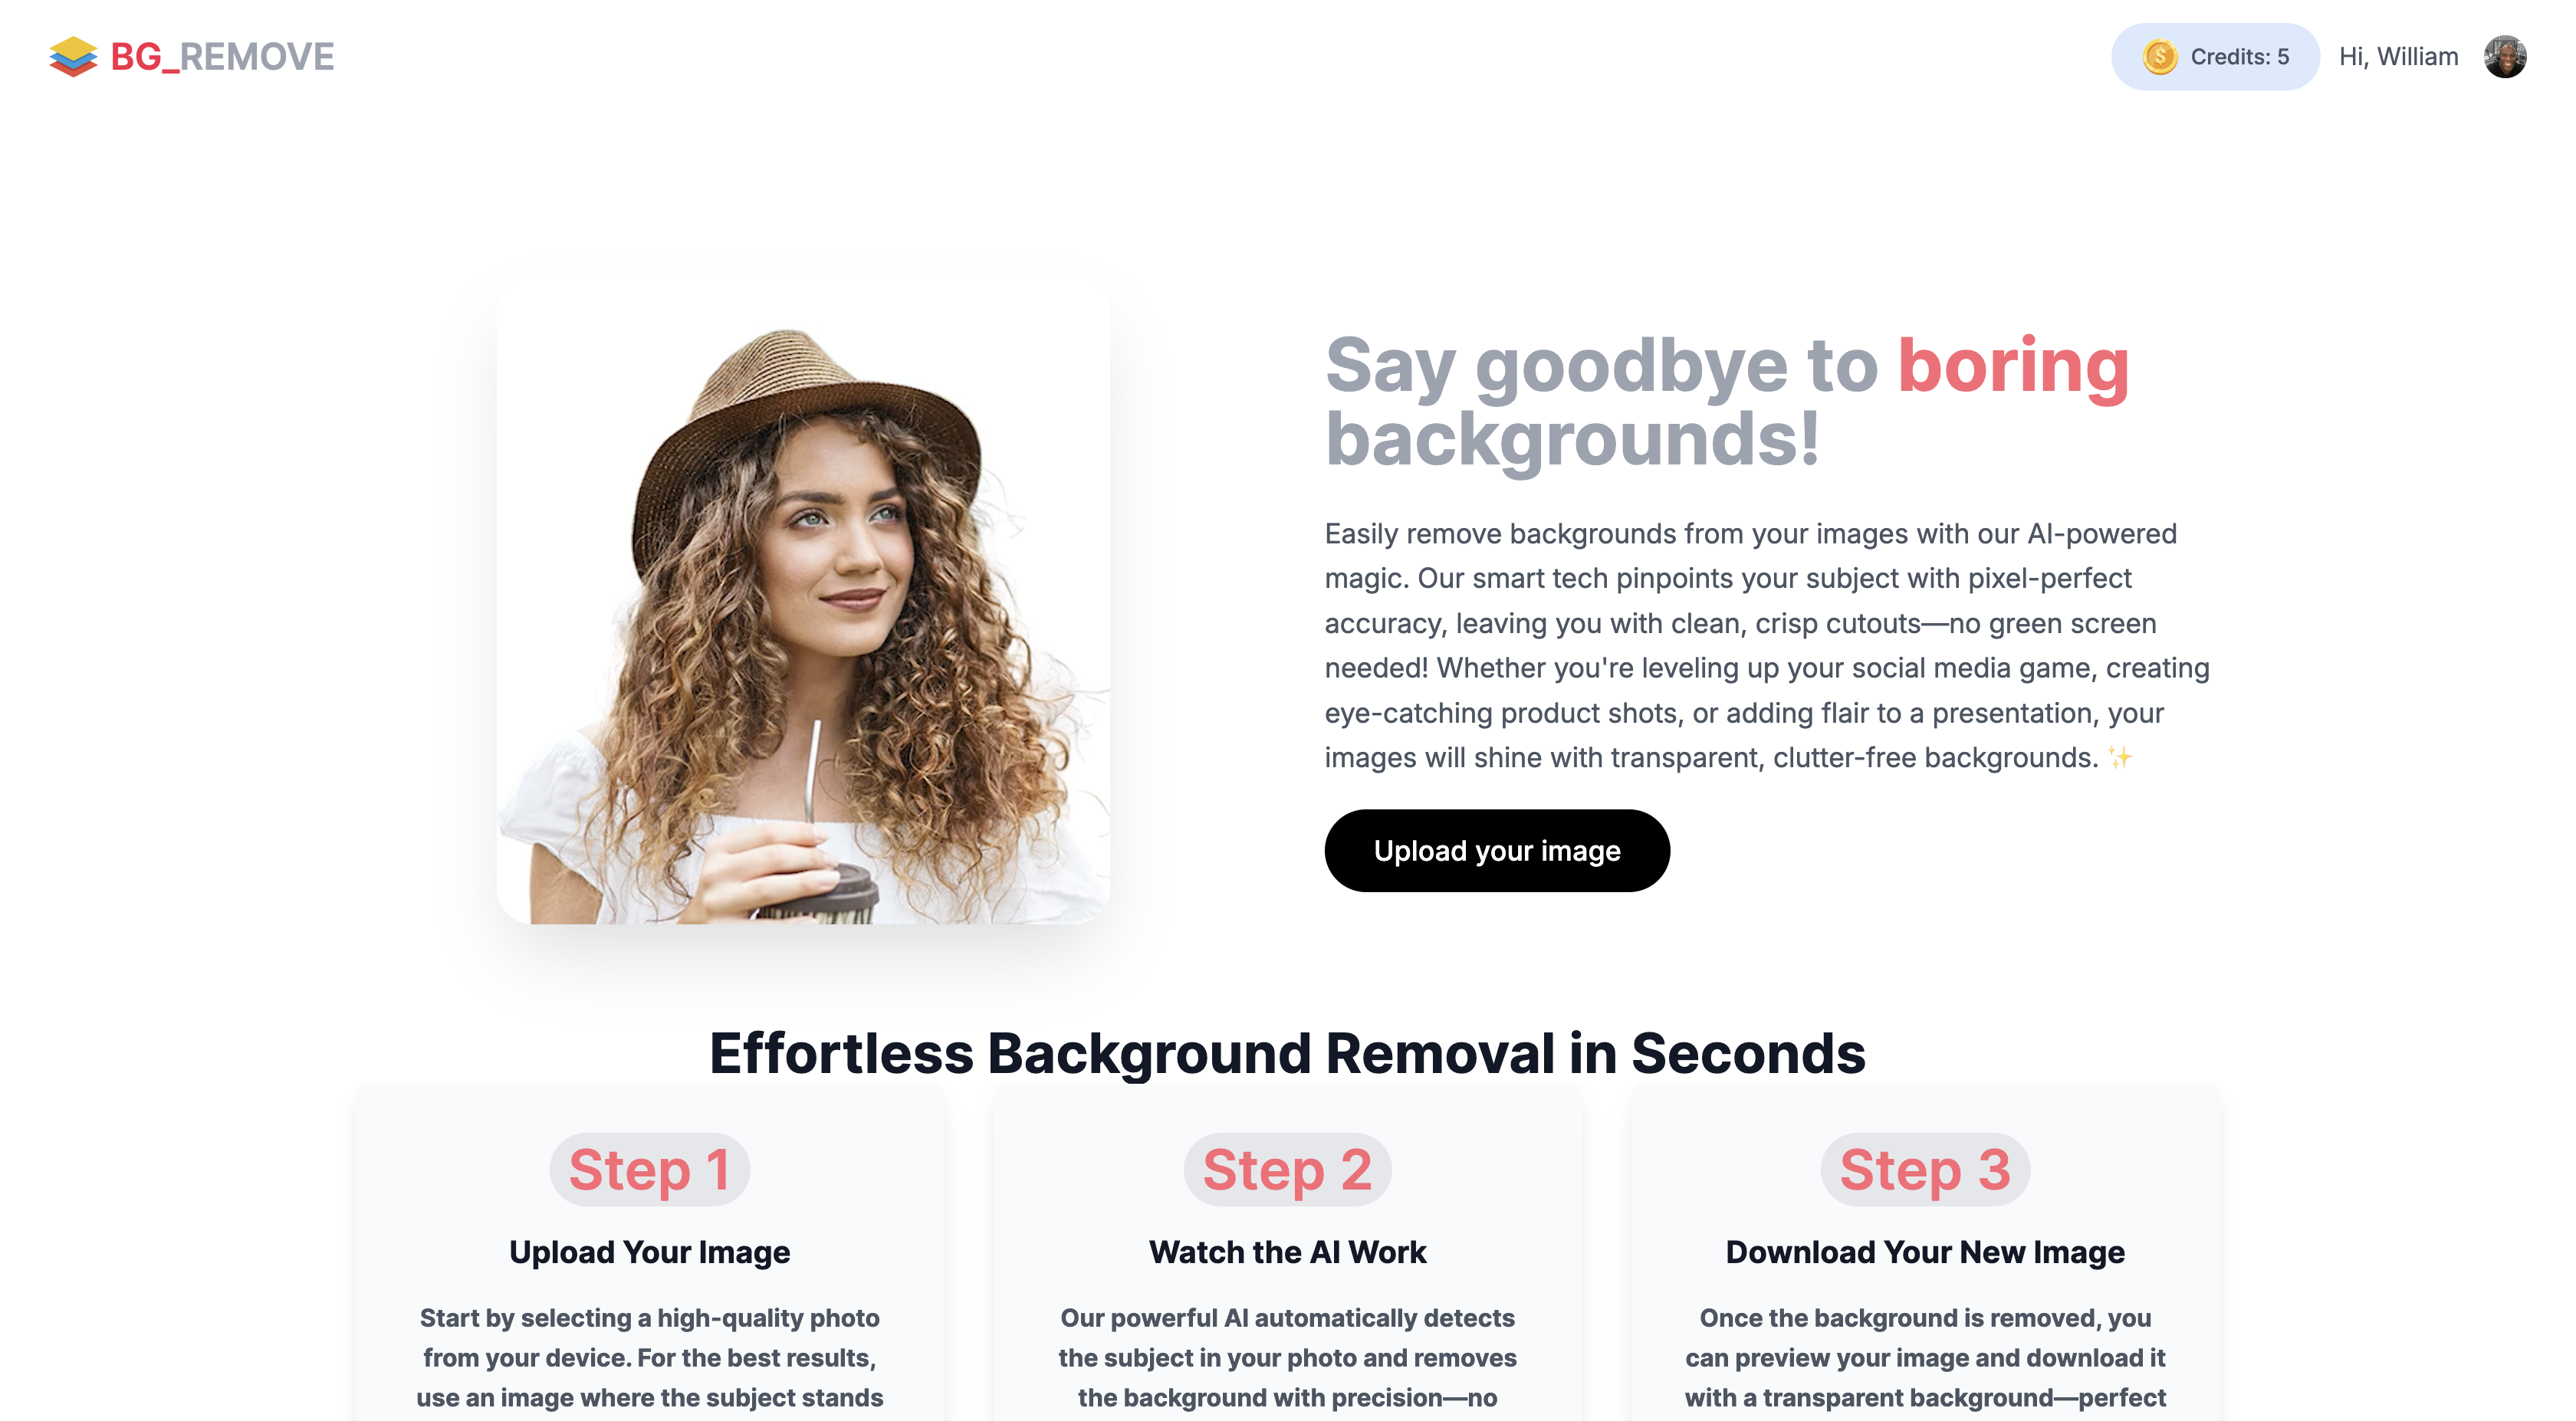 BG_REMOVE
Credits: 5
Hi, William
Say goodbye to boring
backgrounds!
Easily remove backgrounds from your images with our AI-powered
magic. Our smart tech pinpoints your subject with pixel-perfect
accuracy, leaving you with clean, crisp cutouts—no green screen
needed! Whether you're leveling up your social media game, creating
eye-catching product shots, or adding flair to a presentation, your
images will shine with transparent, clutter-free backgrounds. ✨
Upload your image
Effortless Background Removal in Seconds
Step 1
Upload Your Image
Start by selecting a high-quality photo
from your device. For the best results,
use an image where the subject stands
Step 2
Watch the AI Work
Our powerful AI automatically detects
the subject in your photo and removes
the background with precision—no
Step 3
Download Your New Image
Once the background is removed, you
can preview your image and download it
with a transparent background—perfect